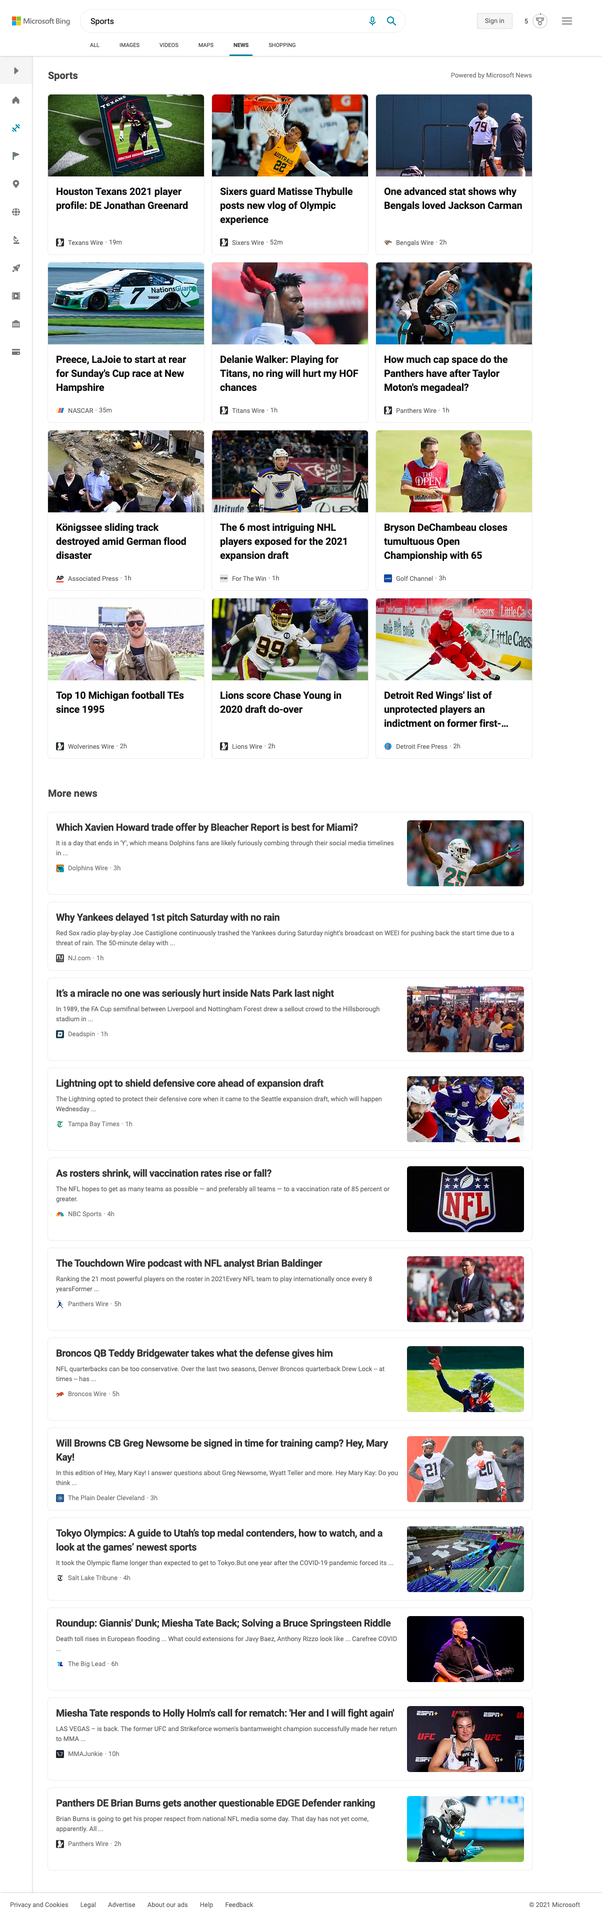 Microsoft Bing
Sports
Sign in
5
ALL
IMAGES
VIDEOS
MAPS
NEWS
SHOPPING
Sports
Powered by Microsoft News
Houston Texans 2021 player
profile: DE Jonathan Greenard
Texans Wire · 19m
Sixers guard Matisse Thybulle
posts new vlog of Olympic
experience
Sixers Wire · 52m
One advanced stat shows why
Bengals loved Jackson Carman
Bengals Wire · 2h
Preece, LaJoie to start at rear
for Sunday's Cup race at New
Hampshire
NASCAR · 35m
Delanie Walker: Playing for
Titans, no ring will hurt my HOF
chances
Titans Wire · 1h
How much cap space do the
Panthers have after Taylor
Moton's megadeal?
Panthers Wire · 1h
Königssee sliding track
destroyed amid German flood
disaster
Associated Press · 1h
The 6 most intriguing NHL
players exposed for the 2021
expansion draft
For The Win · 1h
Bryson DeChambeau closes
tumultuous Open
Championship with 65
Golf Channel · 3h
Top 10 Michigan football TEs
since 1995
Wolverines Wire · 2h
Lions score Chase Young in
2020 draft do-over
Lions Wire · 2h
Detroit Red Wings' list of
unprotected players an
indictment on former first-...
Detroit Free Press · 2h
More news
Which Xavien Howard trade offer by Bleacher Report is best for Miami?
It is a day that ends in 'Y', which means Dolphins fans are likely furiously combing through their social media timelines
in ...
Dolphins Wire · 3h
Why Yankees delayed 1st pitch Saturday with no rain
Red Sox radio play-by-play Joe Castiglione continuously trashed the Yankees during Saturday night's broadcast on WEEI for pushing back the start time due to a
threat of rain. The 50-minute delay with ...
NJ.com · 1h
It's a miracle no one was seriously hurt inside Nats Park last night
In 1989, the FA Cup semifinal between Liverpool and Nottingham Forest drew a sellout crowd to the Hillsborough
stadium in ...
Deadspin · 1h
Lightning opt to shield defensive core ahead of expansion draft
The Lightning opted to protect their defensive core when it came to the Seattle expansion draft, which will happen
Wednesday ...
Tampa Bay Times · 1h
As rosters shrink, will vaccination rates rise or fall?
The NFL hopes to get as many teams as possible — and preferably all teams — to a vaccination rate of 85 percent or
greater.
NBC Sports · 4h
The Touchdown Wire podcast with NFL analyst Brian Baldinger
Ranking the 21 most powerful players on the roster in 2021Every NFL team to play internationally once every 8
yearsFormer ...
Panthers Wire · 5h
Broncos QB Teddy Bridgewater takes what the defense gives him
NFL quarterbacks can be too conservative. Over the last two seasons, Denver Broncos quarterback Drew Lock – at
times – has ...
Broncos Wire · 5h
Will Browns CB Greg Newsome be signed in time for training camp? Hey, Mary
Kay!
In this edition of Hey, Mary Kay! I answer questions about Greg Newsome, Wyatt Teller and more. Hey Mary Kay: Do you
think ...
The Plain Dealer Cleveland · 3h
Tokyo Olympics: A guide to Utah's top medal contenders, how to watch, and a
look at the games' newest sports
It took the Olympic flame longer than expected to get to Tokyo.But one year after the COVID-19 pandemic forced its ...
Salt Lake Tribune · 4h
Roundup: Giannis' Dunk; Miesha Tate Back; Solving a Bruce Springsteen Riddle
Death toll rises in European flooding ... What could extensions for Javy Baez, Anthony Rizzo look like ... Carefree COVID
...
The Big Lead · 6h
Miesha Tate responds to Holly Holm's call for rematch: 'Her and I will fight again'
LAS VEGAS – is back. The former UFC and Strikeforce women's bantamweight champion successfully made her return
to MMA ...
MMAJunkie · 10h
Panthers DE Brian Burns gets another questionable EDGE Defender ranking
Brian Burns is going to get his proper respect from national NFL media some day. That day has not yet come,
apparently. All ...
Panthers Wire · 2h
Privacy and Cookies
Legal
Advertise
About our ads
Help
Feedback
© 2021 Microsoft